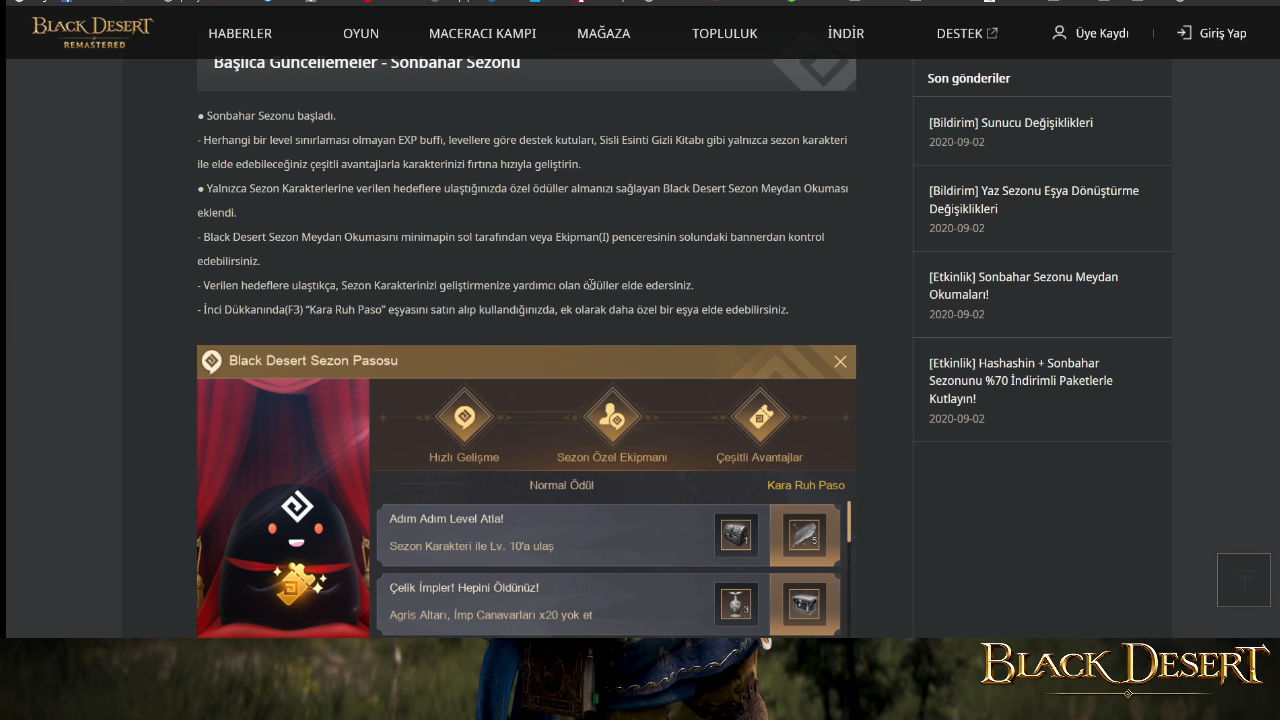 BLACK DESERT
REMASTERED
HABERLER
OYUN
MACERACI KAMPI
MAĞAZA
TOPLULUK
İNDİR
DESTEK
Üye Kaydı
Giriş Yap
Başlıca Güncellemeler - Sonbahar Sezonu
● Sonbahar Sezonu başladı.
- Herhangi bir level sınırlaması olmayan EXP buffı, levellere göre destek kutuları, Sisli Esinti Gizli Kitabı gibi yalnızca sezon karakteri
ile elde edebileceğiniz çeşitli avantajlarla karakterinizi fırtına hızıyla geliştirin.
● Yalnızca Sezon Karakterlerine verilen hedeflere ulaştığınızda özel ödüller almanızı sağlayan Black Desert Sezon Meydan Okuması
eklendi.
- Black Desert Sezon Meydan Okumasını minimapin sol tarafından veya Ekipman(I) penceresinin solundaki bannerdan kontrol
edebilirsiniz.
- Verilen hedeflere ulaştıkça, Sezon Karakterinizi geliştirmenize yardımcı olan ödüller elde edersiniz.
- İnci Dükkanında(F3) “Kara Ruh Paso” eşyasını satın alıp kullandığınızda, ek olarak daha özel bir eşya elde edebilirsiniz.
Black Desert Sezon Pasosu
Hızlı Gelişme
Sezon Özel Ekipmanı
Çeşitli Avantajlar
Normal Ödül
Kara Ruh Paso
Adım Adım Level Atla!
Sezon Karakteri ile Lv. 10'a ulaş
1
5
Çelik İmpler! Hepini Öldünüz!
Agris Altarı, İmp Canavarları x20 yok et
3
Son gönderiler
[Bildirim] Sunucu Değişiklikleri
2020-09-02
[Bildirim] Yaz Sezonu Eşya Dönüştürme
Değişiklikleri
2020-09-02
[Etkinlik] Sonbahar Sezonu Meydan
Okumaları!
2020-09-02
[Etkinlik] Hashashin + Sonbahar
Sezonunu %70 İndirimli Paketlerle
Kutlayın!
2020-09-02
BLACK DESERT